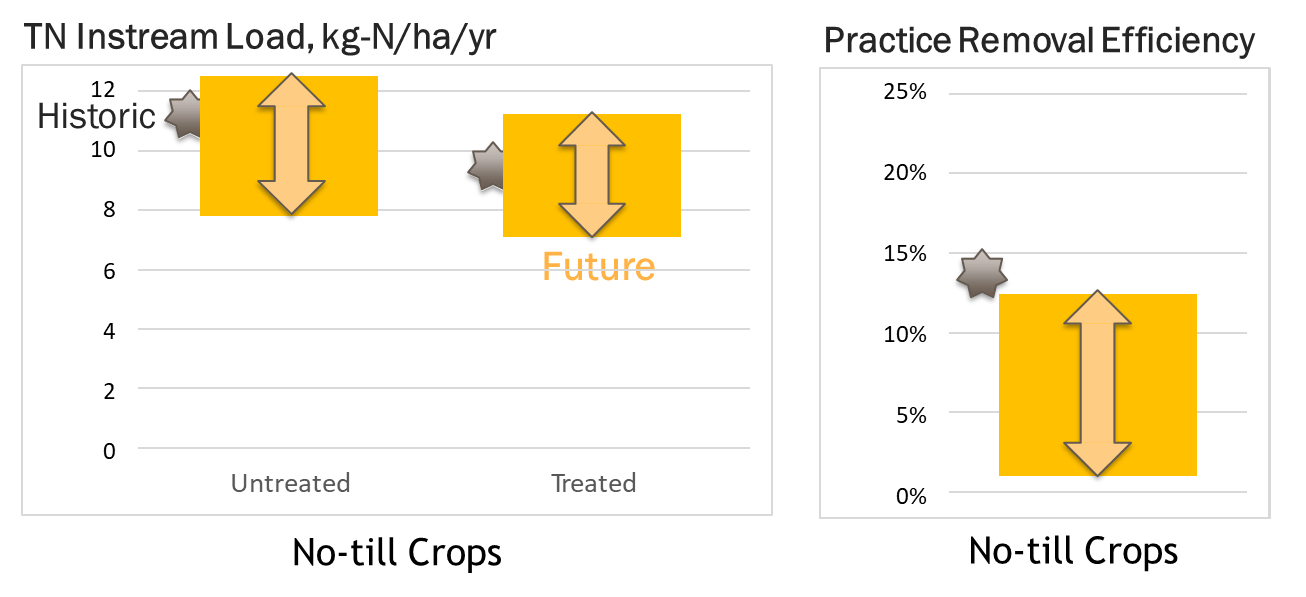 TN Instream Load, kg-N/ha/yr
12
Historic
10
8
6
Future
4
2
0
Untreated
Treated
No-till Crops
Practice Removal Efficiency
25%
20%
15%
10%
5%
0%
No-till Crops